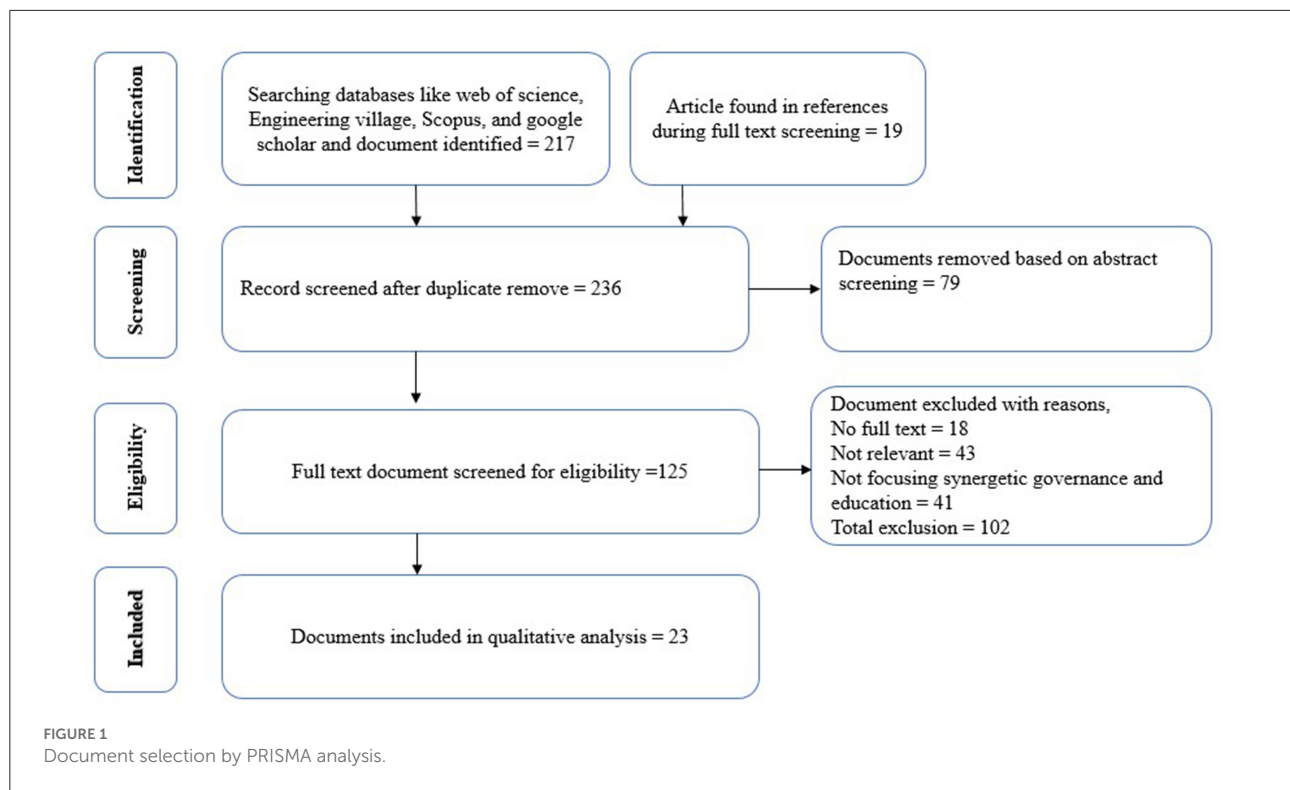 Identification
Searching databases like web of science,
Engineering village, Scopus, and google
scholar and document identified = 217
Article found in references
during full text screening = 19
Screening
Record screened after duplicate remove = 236
Documents removed based on abstract
screening = 79
Eligibility
Full text document screened for eligibility =125
Document excluded with reasons,
No full text = 18
Not relevant = 43
Not focusing synergetic governance and
education = 41
Total exclusion = 102
Included
Documents included in qualitative analysis = 23
FIGURE 1
Document selection by PRISMA analysis.